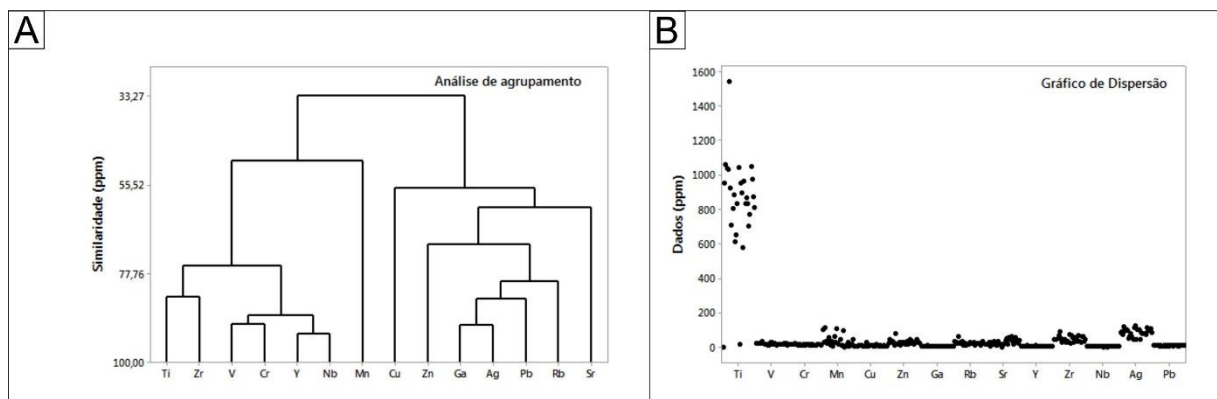 A
Análise de agrupamento
Similaridade (ppm)
33,27
55,52
77,76
100,00
Ti Zr V Cr Y Nb Mn Cu Zn Ga Ag Pb Rb Sr
B
Gráfico de Dispersão
Dados (ppm)
1600
1400
1200
1000
800
600
400
200
0
Ti V Cr Mn Cu Zn Ga Rb Sr Y Zr Nb Ag Pb